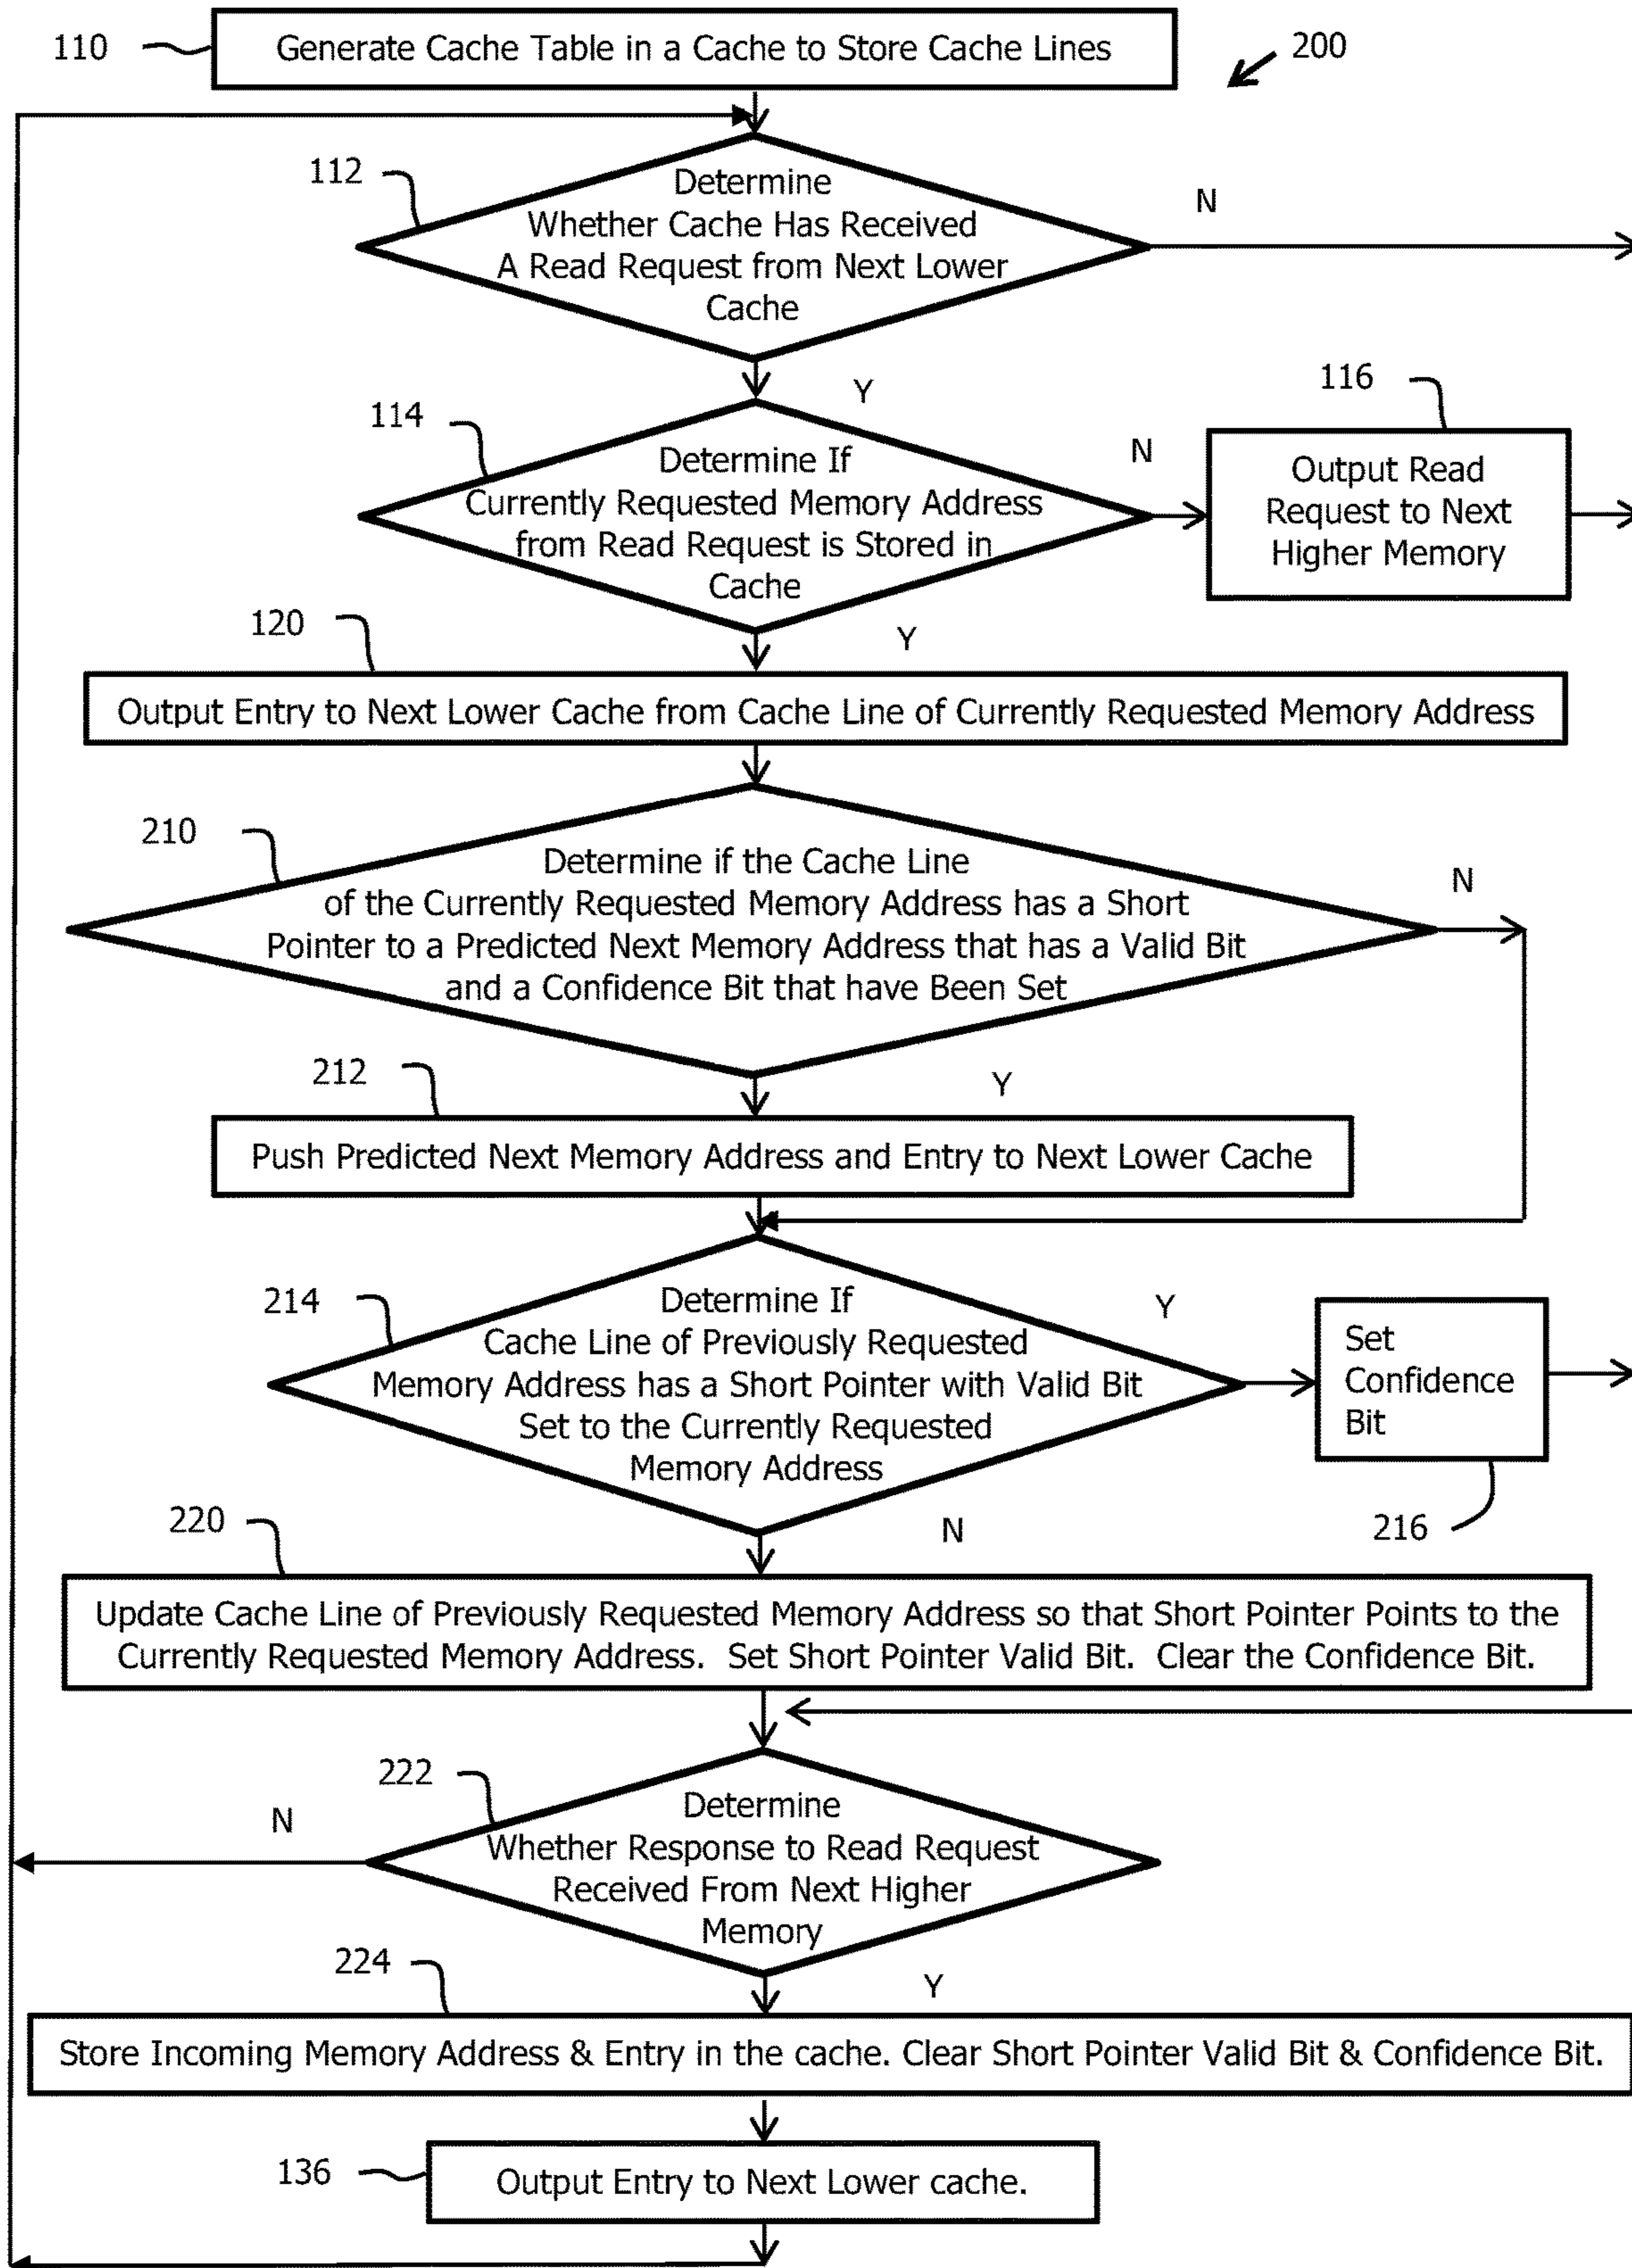 110
Generate Cache Table in a Cache to Store Cache Lines
200
112
Determine
Whether Cache Has Received
A Read Request from Next Lower
Cache
N
Y
114
Determine If
Currently Requested Memory Address
from Read Request is Stored in
Cache
N
116
Output Read
Request to Next
Higher Memory
Y
120
Output Entry to Next Lower Cache from Cache Line of Currently Requested Memory Address
210
Determine if the Cache Line
of the Currently Requested Memory Address has a Short
Pointer to a Predicted Next Memory Address that has a Valid Bit
and a Confidence Bit that have Been Set
N
Y
212
Push Predicted Next Memory Address and Entry to Next Lower Cache
214
Determine If
Cache Line of Previously Requested
Memory Address has a Short Pointer with Valid Bit
Set to the Currently Requested
Memory Address
Y
Set
Confidence
Bit
216
N
220
Update Cache Line of Previously Requested Memory Address so that Short Pointer Points to the
Currently Requested Memory Address.  Set Short Pointer Valid Bit.  Clear the Confidence Bit.
222
Determine
Whether Response to Read Request
Received From Next Higher
Memory
N
Y
224
Store Incoming Memory Address & Entry in the cache. Clear Short Pointer Valid Bit & Confidence Bit.
136
Output Entry to Next Lower cache.